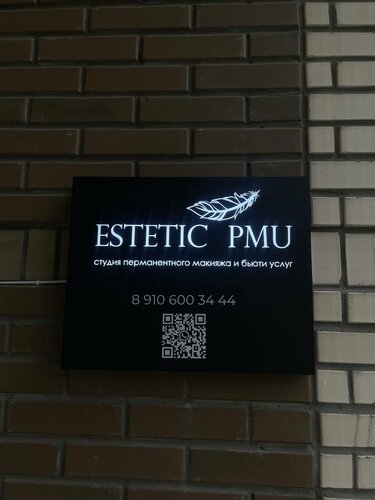 ESTETIC PMU
студия перманентного макияжа и бьюти услуг
8 910 600 34 44